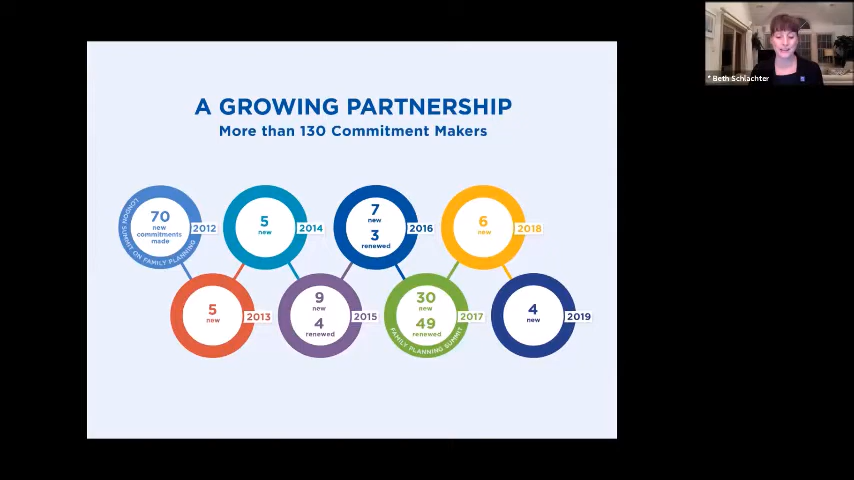 A GROWING PARTNERSHIP
More than 130 Commitment Makers
LONDON SUMMIT ON FAMILY PLANNING
70
new
commitments
made
2012
5
new
2014
7
new
3
renewed
2016
6
new
2018
5
new
2013
9
new
4
renewed
2015
30
new
49
renewed
FAMILY PLANNING SUMMIT
2017
4
new
2019
* Beth Schlachter